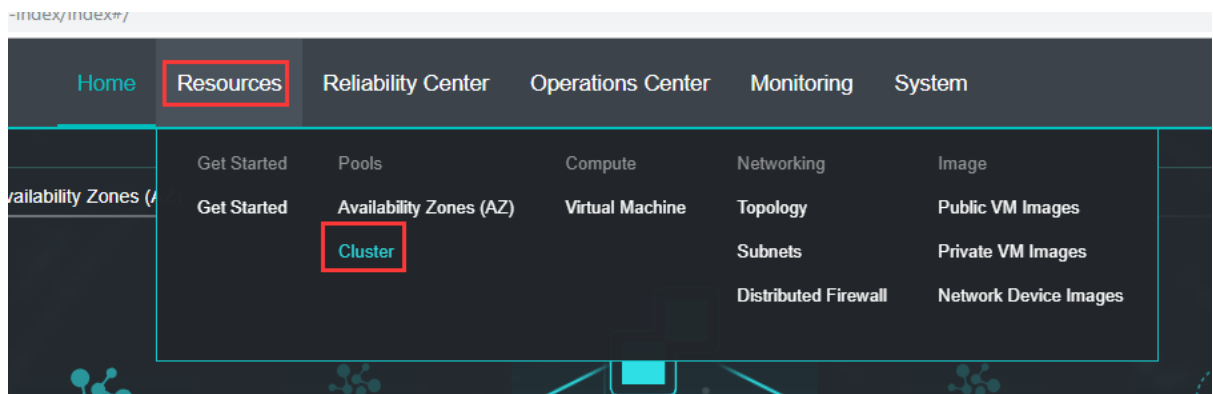 -index/index#/
Home Resources Reliability Center Operations Center Monitoring System
Get Started Pools Compute Networking Image
Get Started Availability Zones (AZ) Virtual Machine Topology Public VM Images
Cluster Subnets Private VM Images
Distributed Firewall Network Device Images
vailability Zones (A